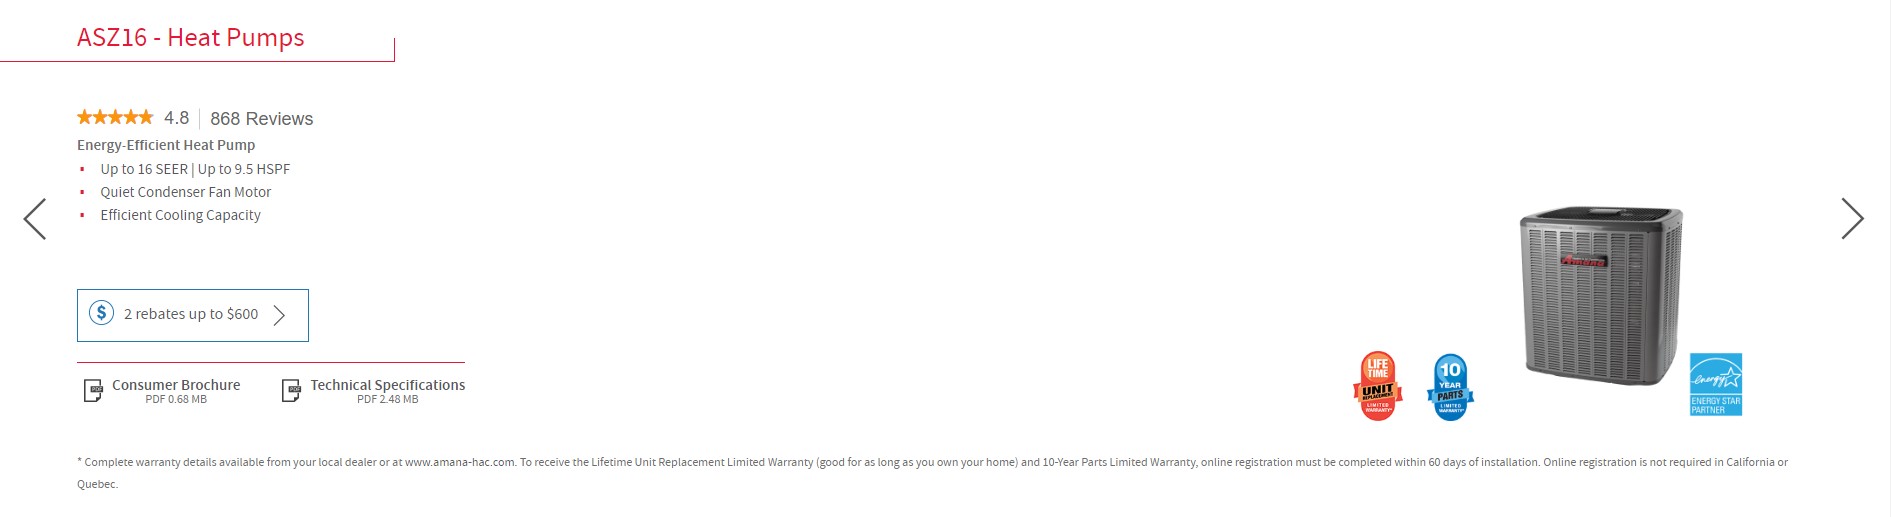 ASZ16 - Heat Pumps
4.8 | 868 Reviews
Energy-Efficient Heat Pump
Up to 16 SEER | Up to 9.5 HSPF
Quiet Condenser Fan Motor
Efficient Cooling Capacity
$ 2 rebates up to $600
PDF Consumer Brochure
PDF 0.68 MB
PDF Technical Specifications
PDF 2.48 MB
Amana
LIFE
TIME
UNIT
REPLACEMENT
LIMITED
WARRANTY*
10
YEAR
PARTS
LIMITED
WARRANTY*
energy
ENERGY STAR
PARTNER
* Complete warranty details available from your local dealer or at www.amana-hac.com. To receive the Lifetime Unit Replacement Limited Warranty (good for as long as you own your home) and 10-Year Parts Limited Warranty, online registration must be completed within 60 days of installation. Online registration is not required in California or
Quebec.